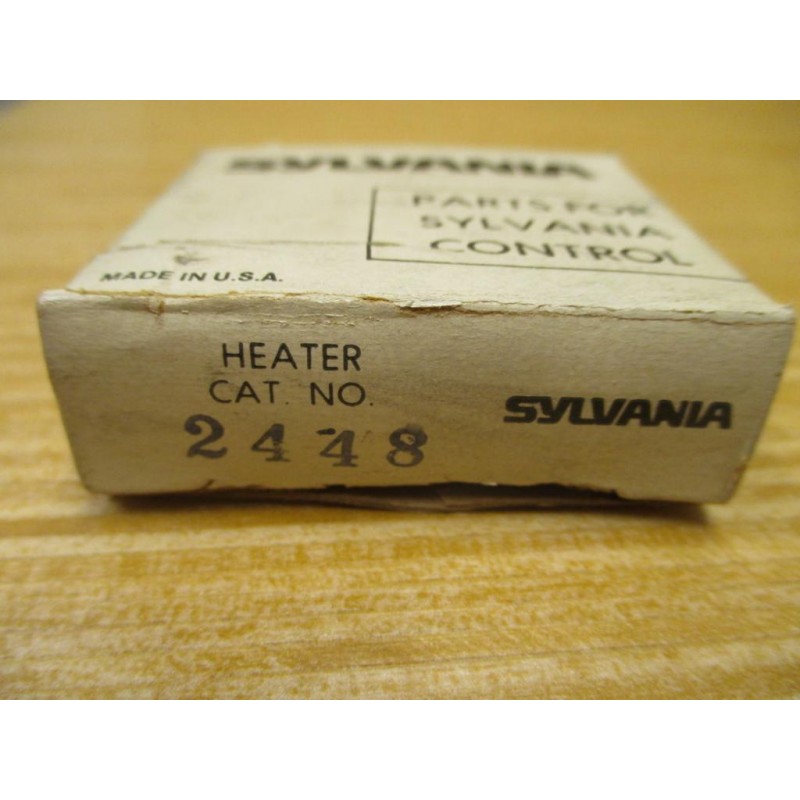 SYLVANIA
PARTS FOR
SYLVANIA
CONTROL
MADE IN U.S.A.
HEATER
CAT. NO.
2448
SYLVANIA